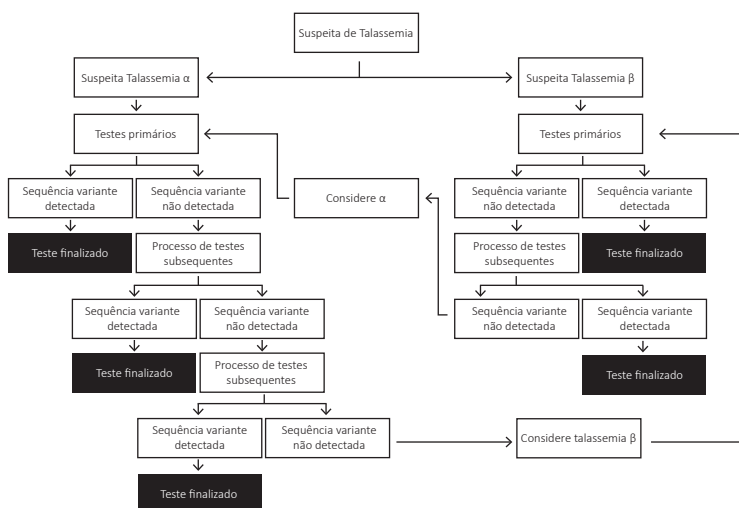 Suspeita de Talassemia
Suspeita Talassemia α
Suspeita Talassemia β
Testes primários
Testes primários
Sequência variante
detectada
Sequência variante
não detectada
Considere α
Sequência variante
não detectada
Sequência variante
detectada
Teste finalizado
Processo de testes
subsequentes
Processo de testes
subsequentes
Teste finalizado
Sequência variante
detectada
Sequência variante
não detectada
Sequência variante
não detectada
Sequência variante
detectada
Teste finalizado
Processo de testes
subsequentes
Teste finalizado
Sequência variante
detectada
Sequência variante
não detectada
Considere talassemia β
Teste finalizado